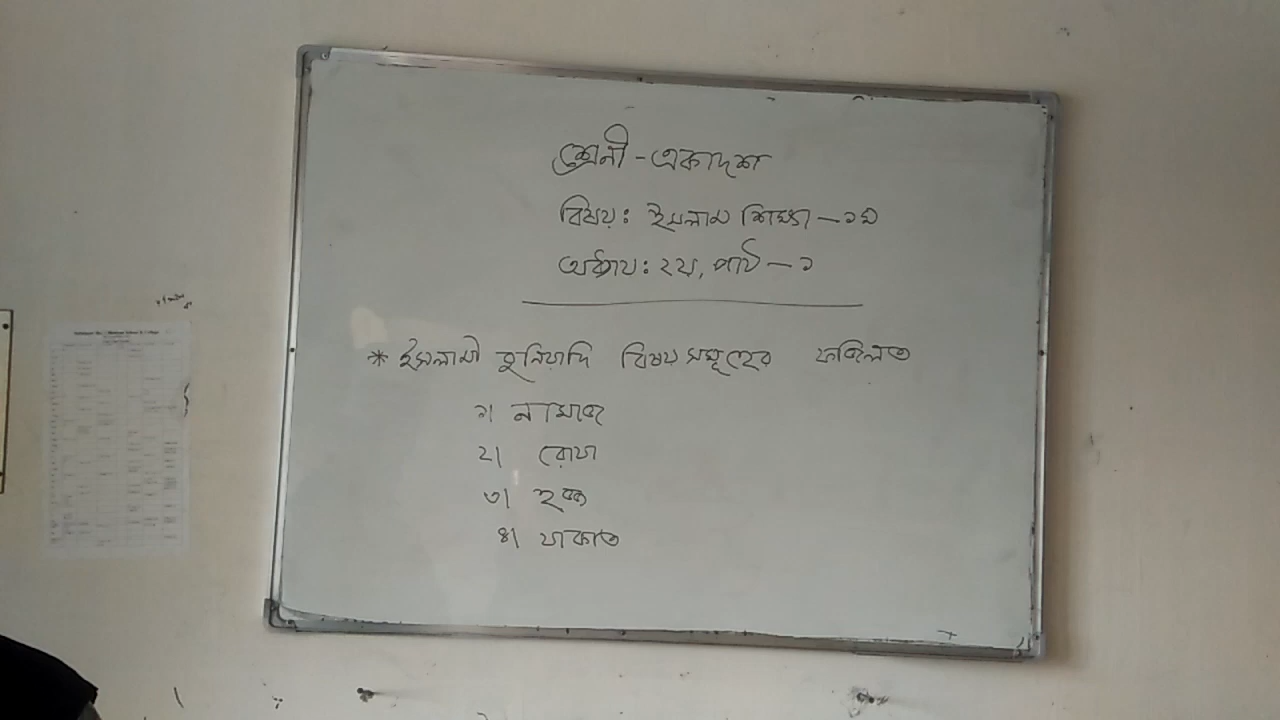 শ্রেনী - একাদশ
বিষয়ঃ ইসলাম শিক্ষা - ১ম
অধ্যায়ঃ ২য়, পাঠ - ১
* ইসলামী বুনিয়াদি বিষয় সমূহের ফজিলত
১। নামাজ
২। রোযা
৩। হজ্জ
৪। যাকাত